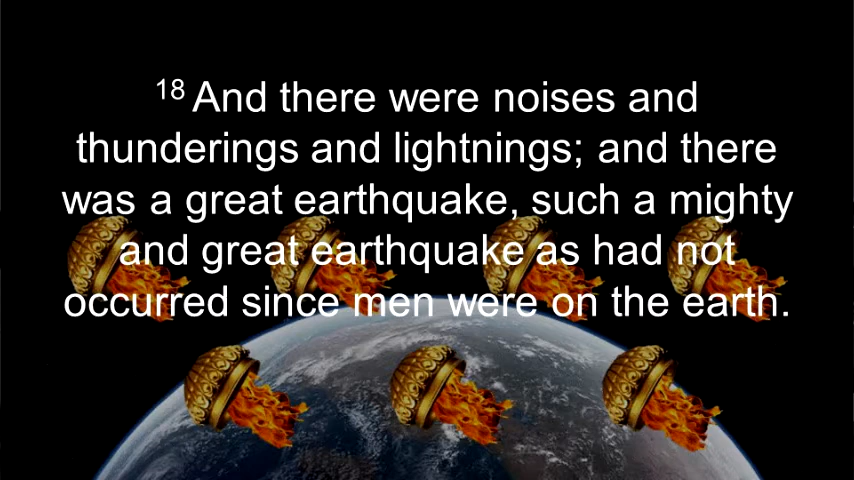 18 And there were noises and
thunderings and lightnings; and there
was a great earthquake, such a mighty
and great earthquake as had not
occurred since men were on the earth.